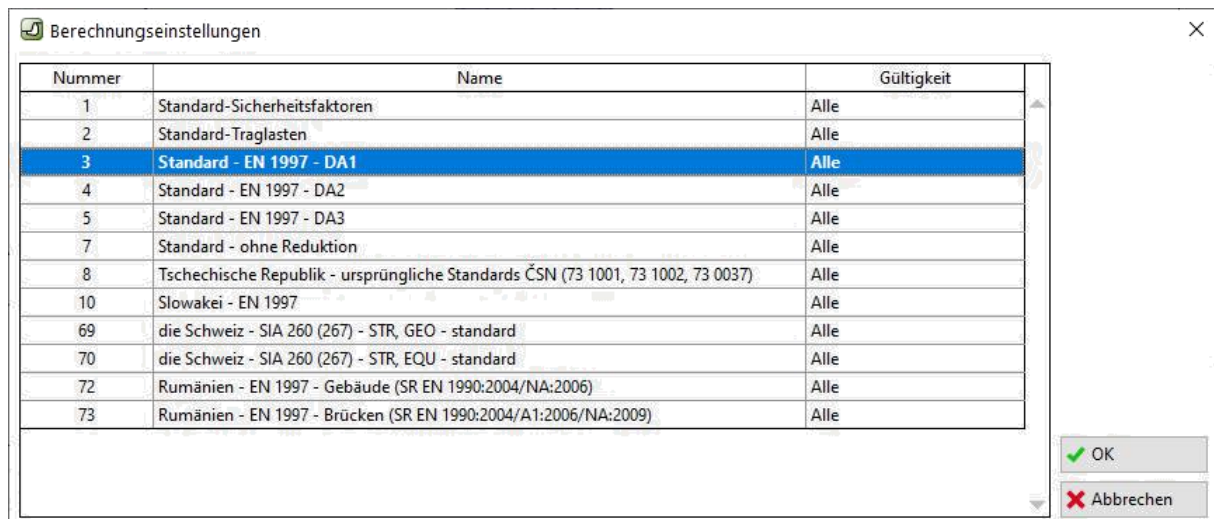 Berechnungseinstellungen
Nummer Name Gültigkeit
1 Standard-Sicherheitsfaktoren Alle
2 Standard-Traglasten Alle
3 Standard - EN 1997 - DA1 Alle
4 Standard - EN 1997 - DA2 Alle
5 Standard - EN 1997 - DA3 Alle
7 Standard - ohne Reduktion Alle
8 Tschechische Republik - ursprüngliche Standards ČSN (73 1001, 73 1002, 73 0037) Alle
10 Slowakei - EN 1997 Alle
69 die Schweiz - SIA 260 (267) - STR, GEO - standard Alle
70 die Schweiz - SIA 260 (267) - STR, EQU - standard Alle
72 Rumänien - EN 1997 - Gebäude (SR EN 1990:2004/NA:2006) Alle
73 Rumänien - EN 1997 - Brücken (SR EN 1990:2004/A1:2006/NA:2009) Alle
OK
Abbrechen